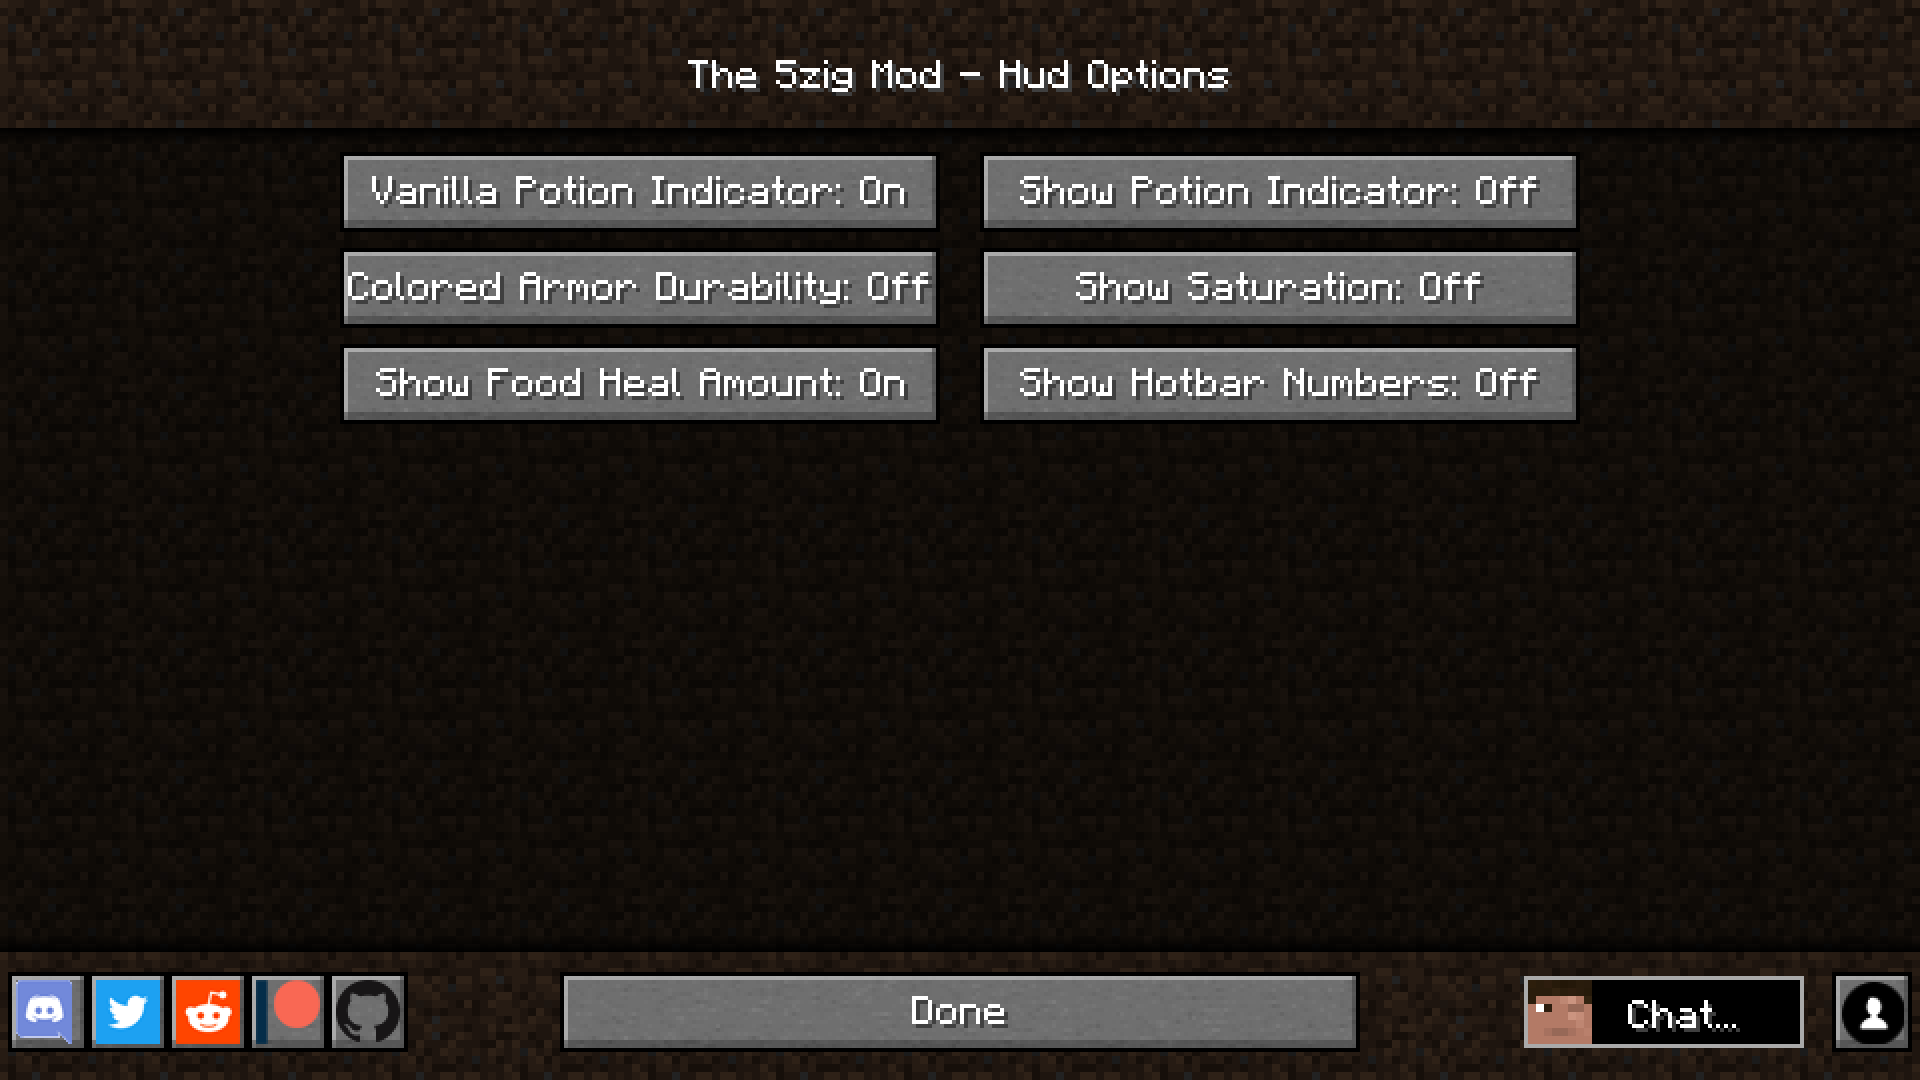 The 5zig Mod - Hud Options
Vanilla Potion Indicator: On
Show Potion Indicator: Off
Colored Armor Durability: Off
Show Saturation: Off
Show Food Heal Amount: On
Show Hotbar Numbers: Off
Done
Chat...